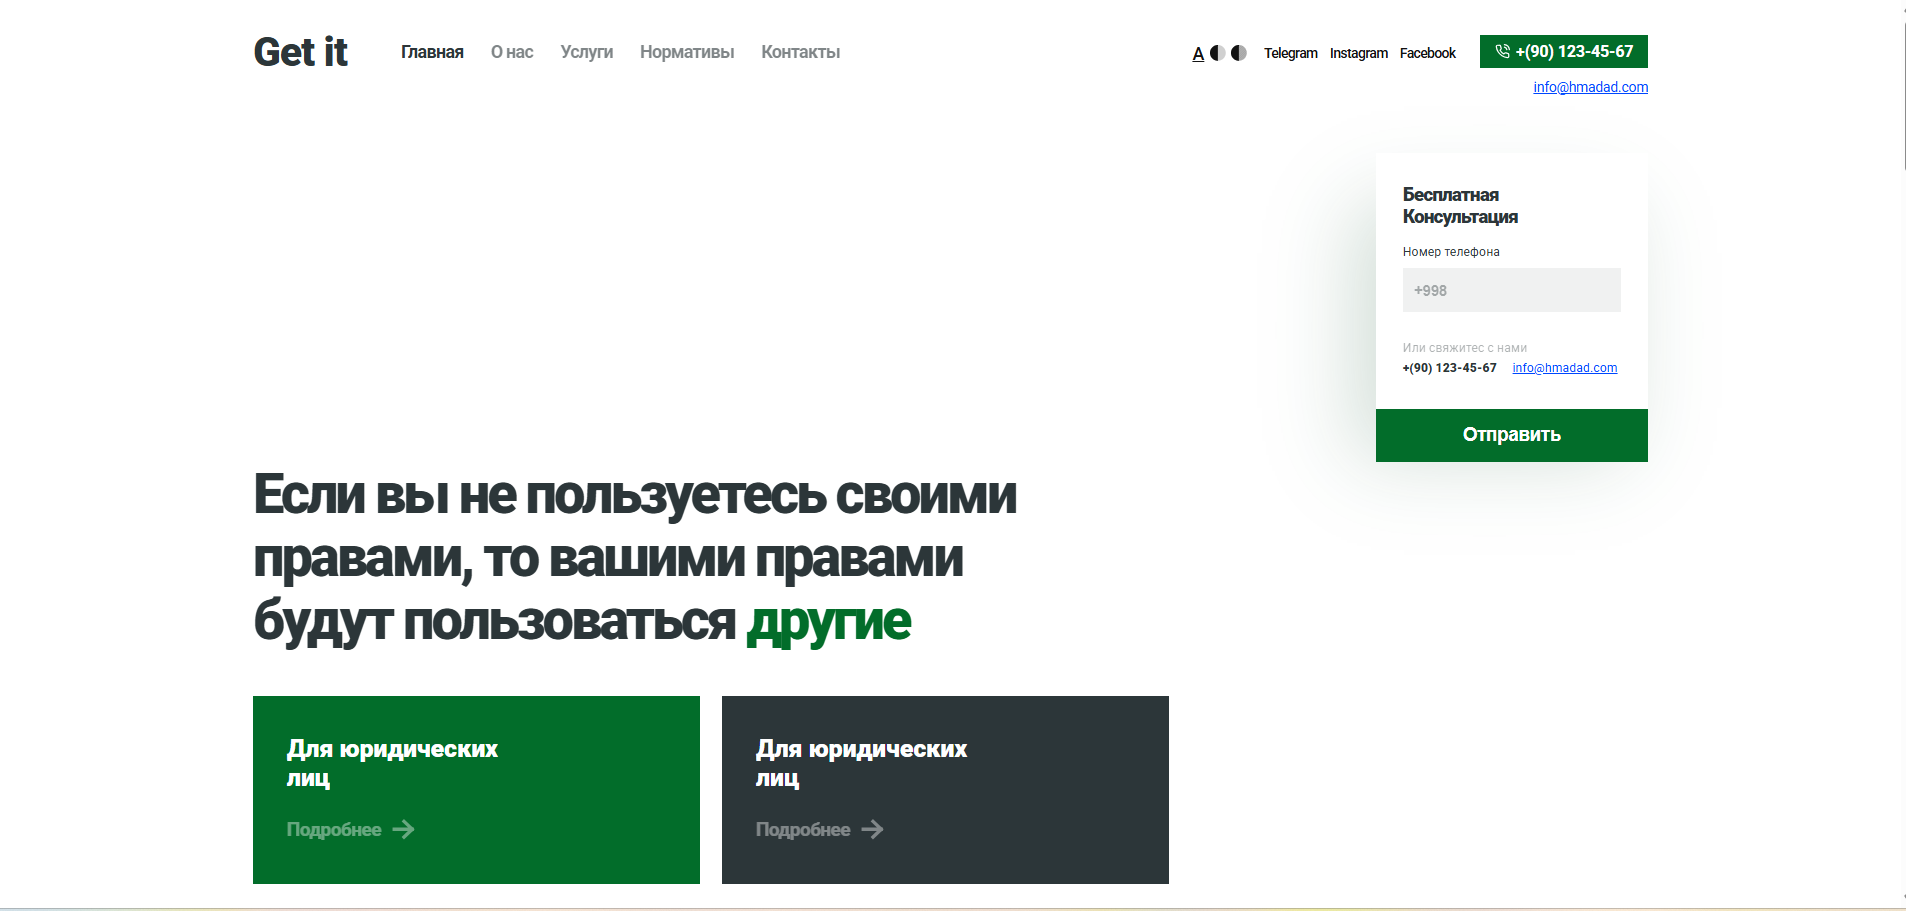 Get it
Главная О нас Услуги Нормативы Контакты
A Telegram Instagram Facebook +(90) 123-45-67
info@hmadad.com
Бесплатная
Консультация
Номер телефона
+998
Или свяжитес с нами
+(90) 123-45-67 info@hmadad.com
Отправить
Если вы не пользуетесь своими
правами, то вашими правами
будут пользоваться другие
Для юридических
лиц
Подробнее
Для юридических
лиц
Подробнее